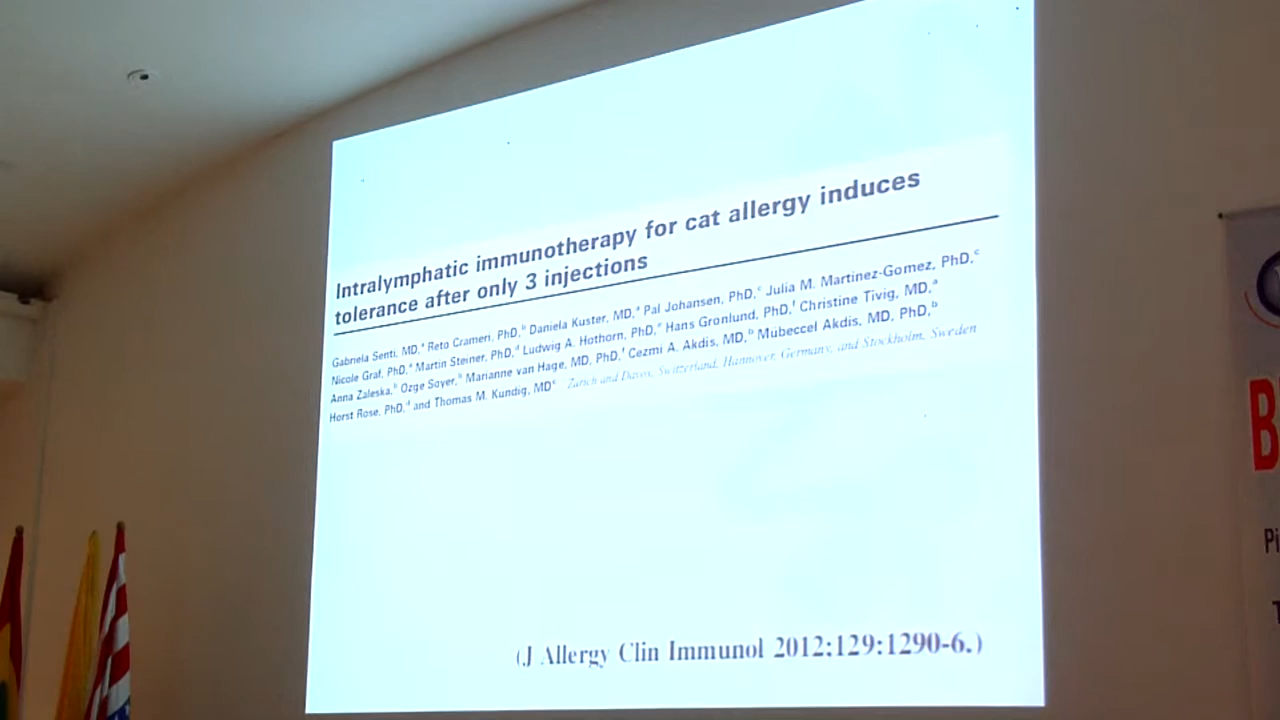 Intralymphatic immunotherapy for cat allergy induces
tolerance after only 3 injections
Gabriela Senti, MD,ᵃ Reto Crameri, PhD,ᵇ Daniela Kuster, MD,ᵃ Pal Johansen, PhD,ᶜ Julia M. Martinez-Gomez, PhD,ᶜ
Nicole Graf, PhD,ᵃ Martin Steiner, PhD,ᵈ Ludwig A. Hothorn, PhD,ᵉ Hans Gronlund, PhD,ᶠ Christine Tivig, MD,ᵃ
Anna Zaleska,ᵇ Ozge Soyer,ᵇ Marianne van Hage, MD, PhD,ᶠ Cezmi A. Akdis, MD,ᵇ Mubeccel Akdis, MD, PhD,ᵇ
Horst Rose, PhD,ᵈ and Thomas M. Kundig, MDᶜ Zurich and Davos, Switzerland, Hannover, Germany, and Stockholm, Sweden
(J Allergy Clin Immunol 2012;129:1290-6.)
B
Pi